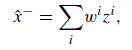 x̂⁻ = ∑ᵢ wⁱzⁱ,